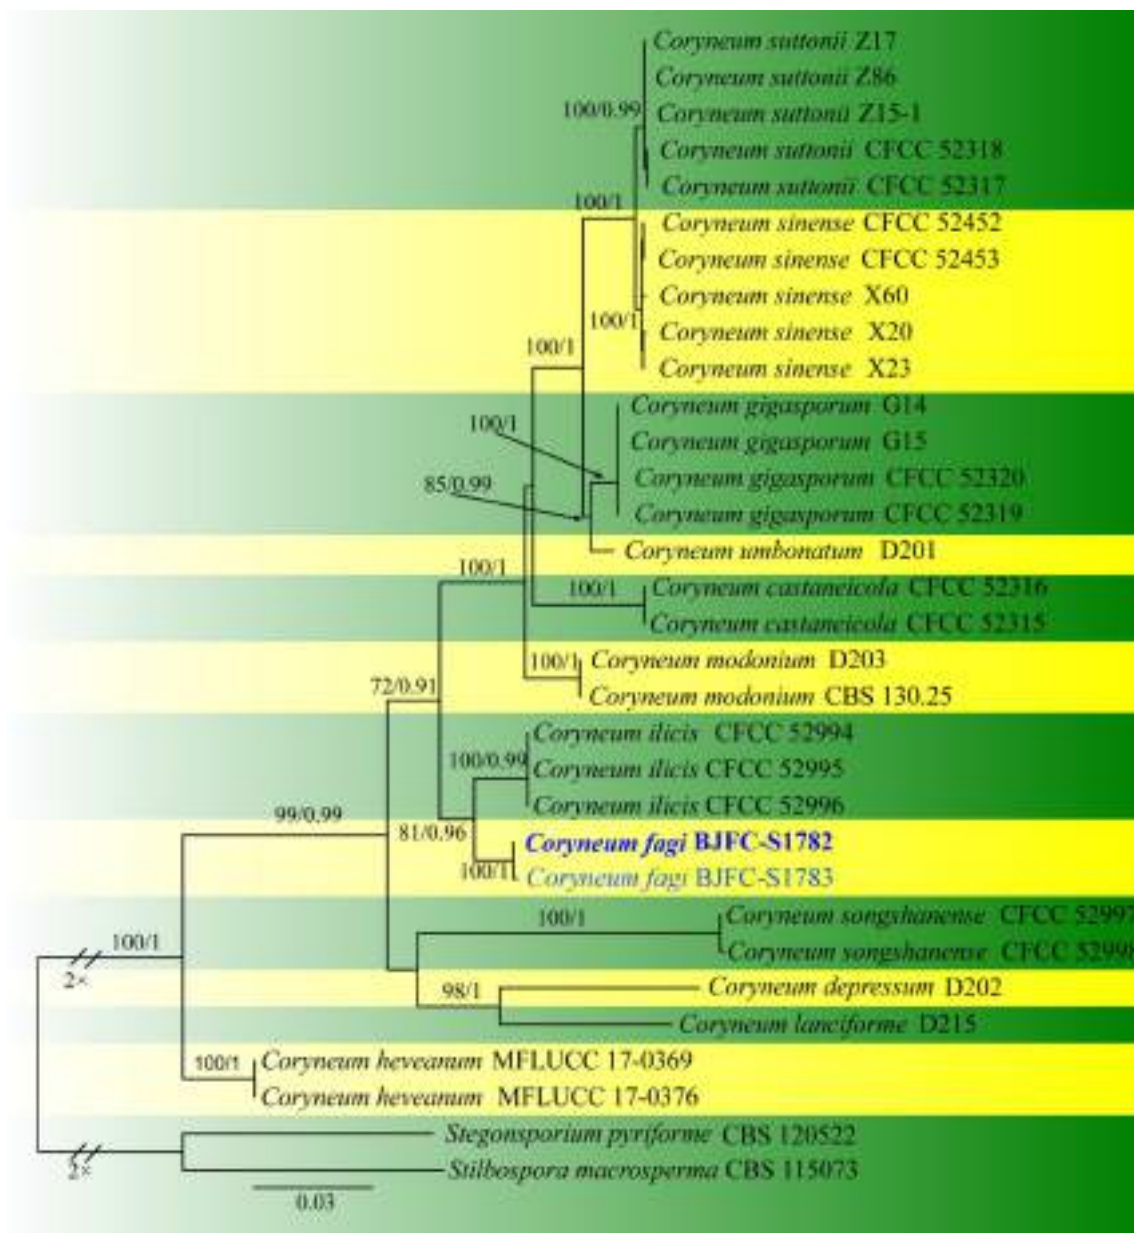 Coryneum suttonii Z17
Coryneum suttonii Z86
100/0.99
Coryneum suttonii Z15-1
Coryneum suttonii CFCC 52318
Coryneum suttonii CFCC 52317
100/1
Coryneum sinense CFCC 52452
Coryneum sinense CFCC 52453
Coryneum sinense X60
100/1
Coryneum sinense X20
100/1
Coryneum sinense X23
Coryneum gigasporum G14
100/1
Coryneum gigasporum G15
Coryneum gigasporum CFCC 52320
85/0.99
Coryneum gigasporum CFCC 52319
Coryneum umbonatum D201
100/1
100/1
Coryneum castaneicola CFCC 52316
Coryneum castaneicola CFCC 52315
100/1
Coryneum modonium D203
72/0.91
Coryneum modonium CBS 130.25
Coryneum ilicis CFCC 52994
100/0.99
Coryneum ilicis CFCC 52995
Coryneum ilicis CFCC 52996
99/0.99
81/0.96
Coryneum fagi BJFC-S1782
100/1
Coryneum fagi BJFC-S1783
100/1
Coryneum songshanense CFCC 52997
100/1
Coryneum songshanense CFCC 52998
2×
98/1
Coryneum depressum D202
Coryneum lanciforme D215
100/1
Coryneum heveanum MFLUCC 17-0369
Coryneum heveanum MFLUCC 17-0376
Stegonsporium pyriforme CBS 120522
2×
Stilbospora macrosperma CBS 115073
0.03